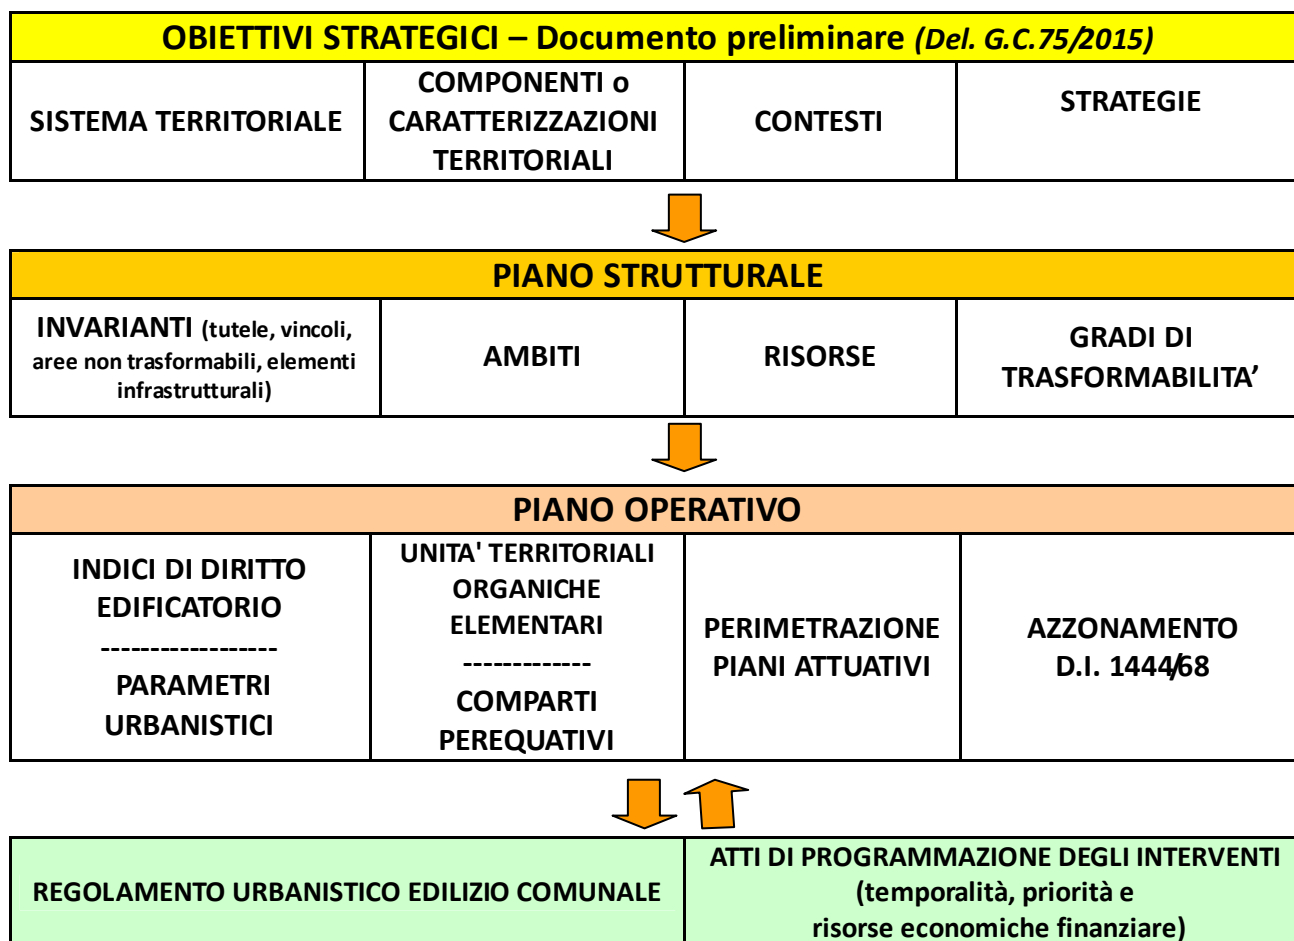 OBIETTIVI STRATEGICI – Documento preliminare (Del. G.C.75/2015)
SISTEMA TERRITORIALE
COMPONENTI o
CARATTERIZZAZIONI
TERRITORIALI
CONTESTI
STRATEGIE
PIANO STRUTTURALE
INVARIANTI (tutele, vincoli,
aree non trasformabili, elementi
infrastrutturali)
AMBITI
RISORSE
GRADI DI
TRASFORMABILITA’
PIANO OPERATIVO
INDICI DI DIRITTO
EDIFICATORIO
------------------
PARAMETRI
URBANISTICI
UNITA' TERRITORIALI
ORGANICHE
ELEMENTARI
-------------
COMPARTI
PEREQUATIVI
PERIMETRAZIONE
PIANI ATTUATIVI
AZZONAMENTO
D.I. 1444/68
REGOLAMENTO URBANISTICO EDILIZIO COMUNALE
ATTI DI PROGRAMMAZIONE DEGLI INTERVENTI
(temporalità, priorità e
risorse economiche finanziare)